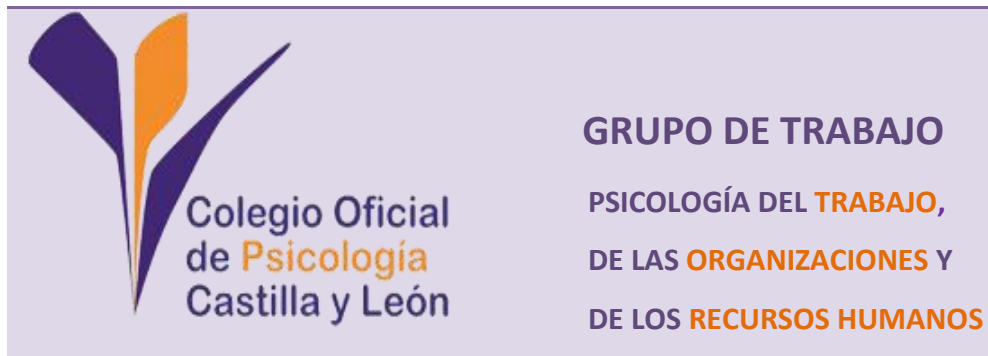 Colegio Oficial
de Psicología
Castilla y León
GRUPO DE TRABAJO
PSICOLOGÍA DEL TRABAJO,
DE LAS ORGANIZACIONES Y
DE LOS RECURSOS HUMANOS